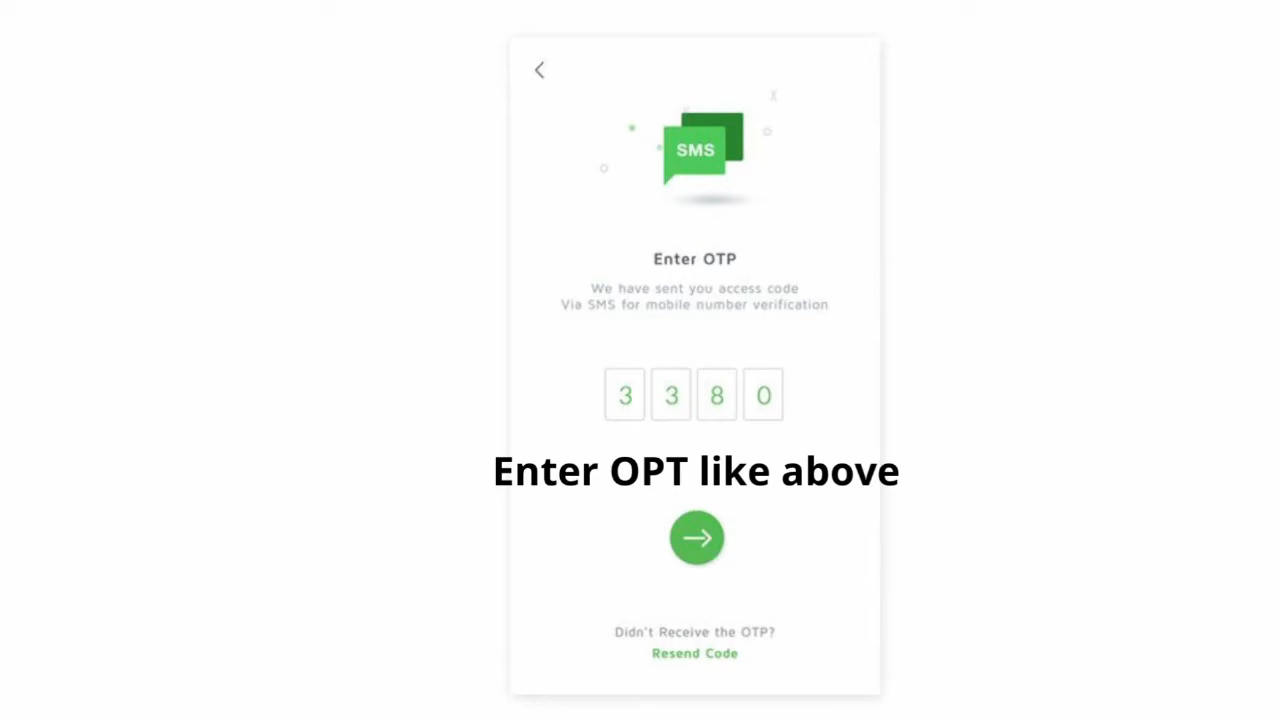 SMS
Enter OTP
We have sent you access code
Via SMS for mobile number verification
3 3 8 0
Enter OPT like above
Didn't Receive the OTP?
Resend Code